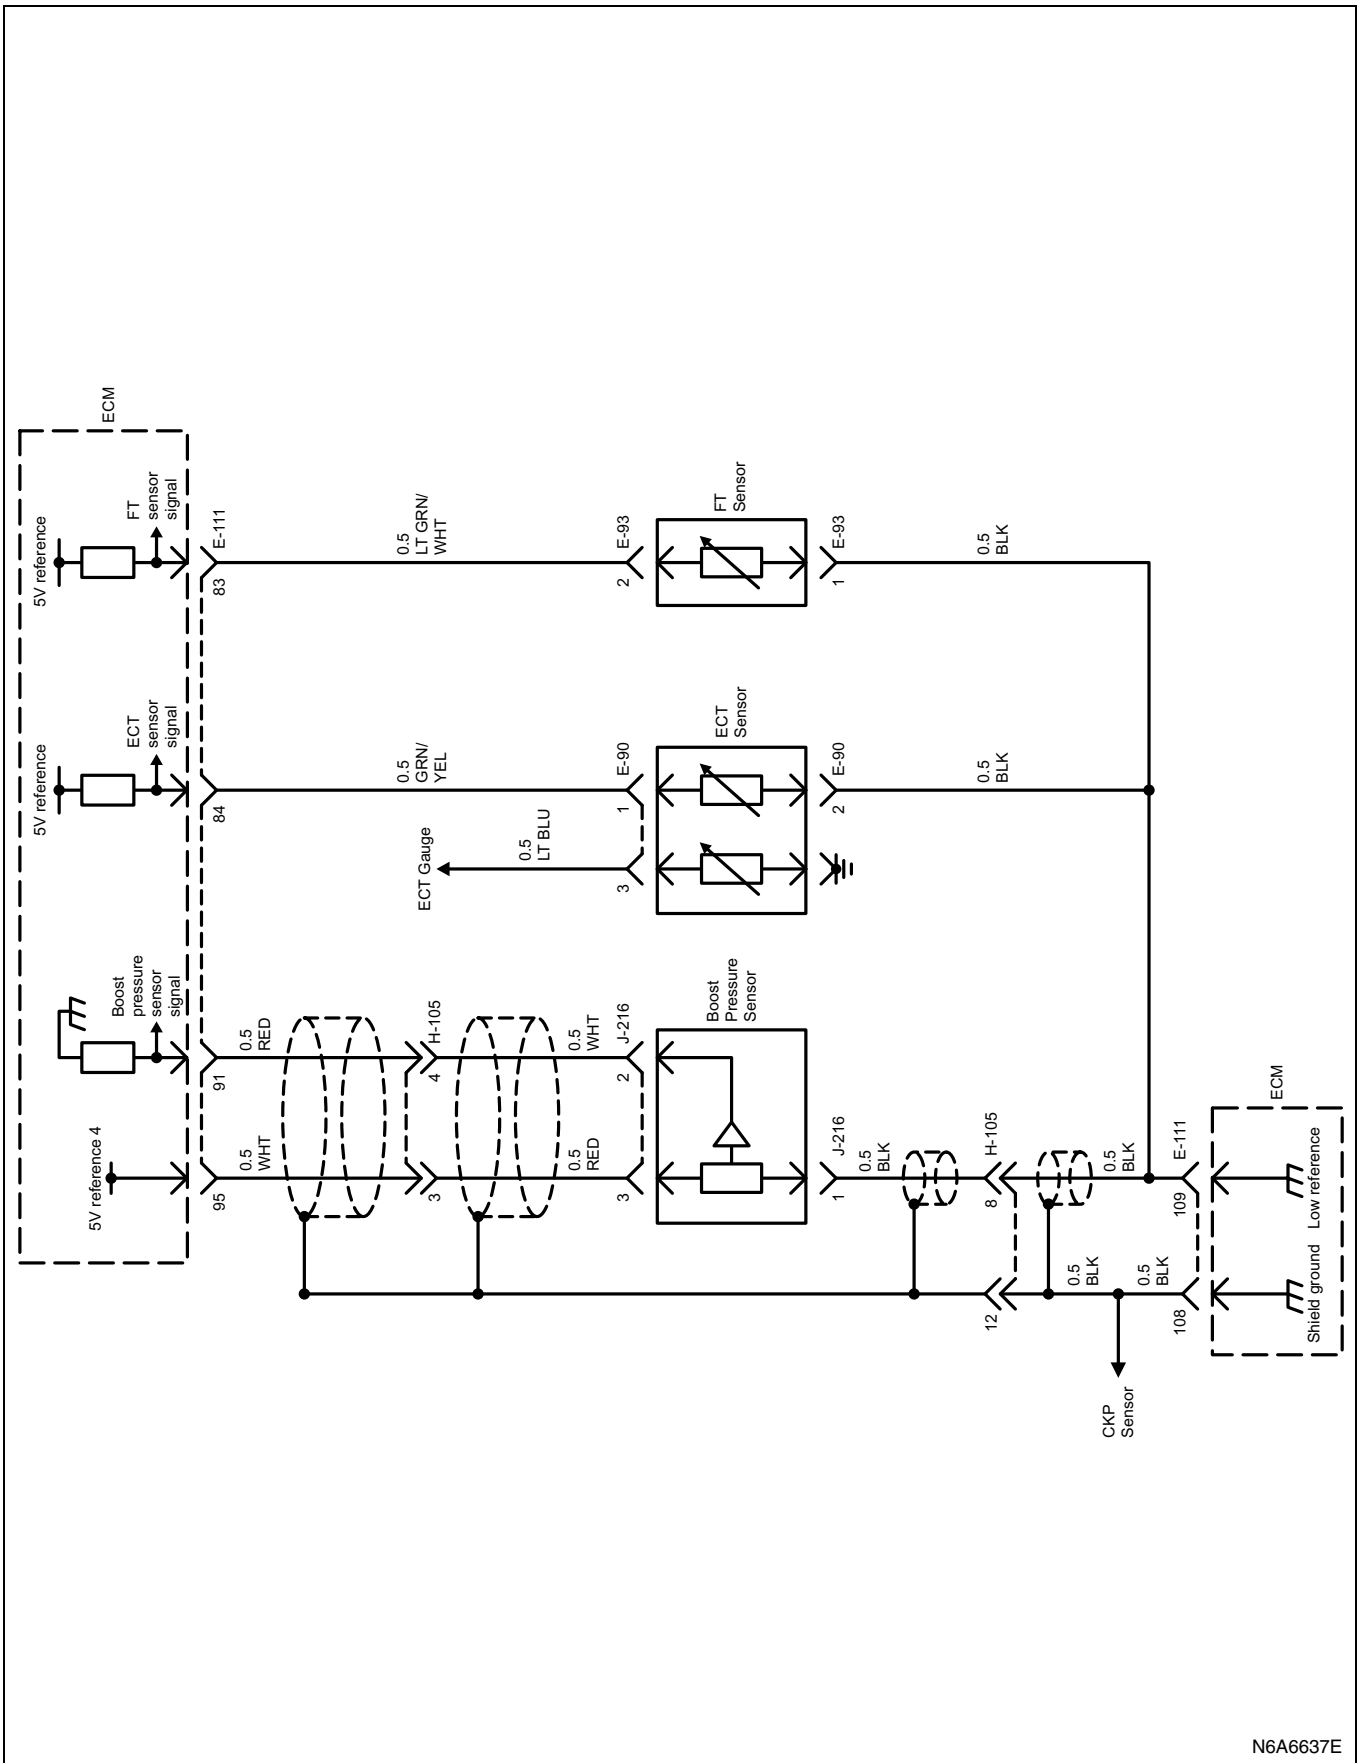 ECM
5V reference
FT
sensor
signal
E-111
83
0.5
LT GRN/
WHT
E-93
2
FT
Sensor
E-93
1
0.5
BLK
5V reference
ECT
sensor
signal
84
0.5
GRN/
YEL
E-90
1
ECT Gauge
0.5
LT BLU
3
ECT
Sensor
E-90
2
0.5
BLK
Boost
pressure
sensor
signal
91
0.5
RED
H-105
4
0.5
WHT
J-216
2
5V reference 4
95
0.5
WHT
3
0.5
RED
3
Boost
Pressure
Sensor
J-216
1
0.5
BLK
H-105
8
0.5
BLK
E-111
109
ECM
Low reference
12
0.5
BLK
0.5
BLK
108
Shield ground
CKP
Sensor
N6A6637E